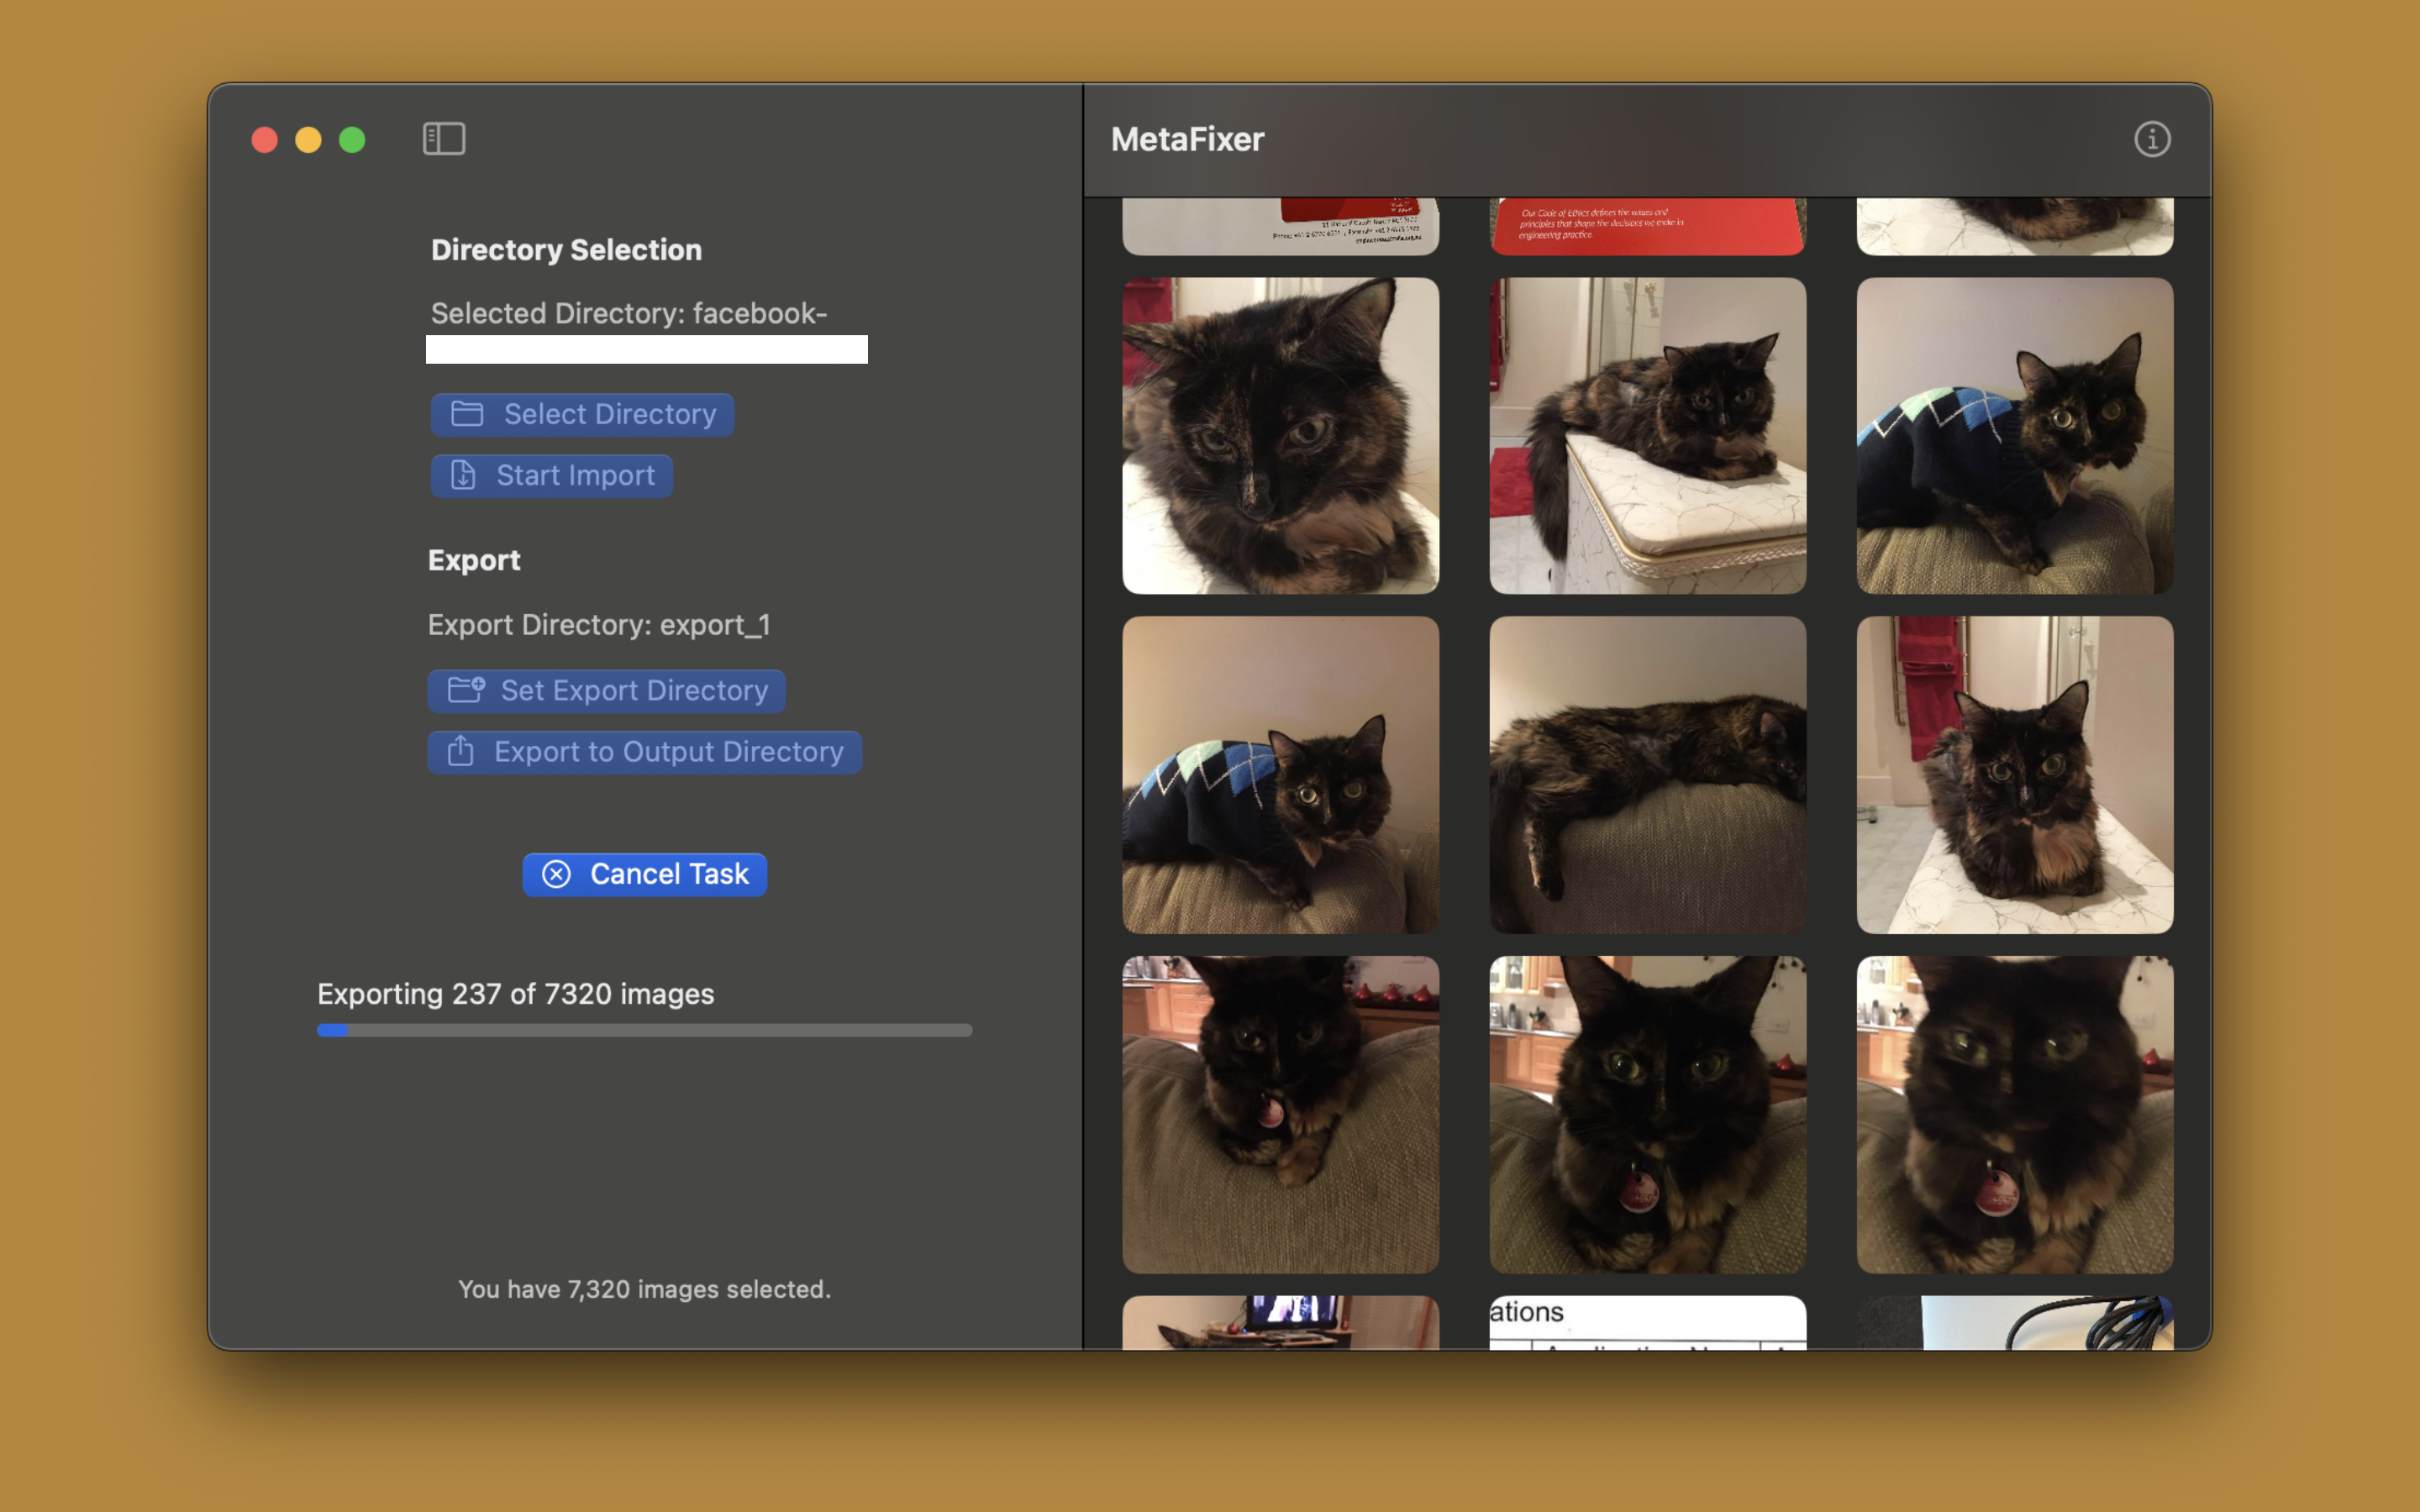 MetaFixer
Directory Selection
Selected Directory: facebook-
Select Directory
Start Import
Export
Export Directory: export_1
Set Export Directory
Export to Output Directory
Cancel Task
Exporting 237 of 7320 images
You have 7,320 images selected.
Our Code of Ethics defines the values and
principles that shape the decisions we make in
engineering practice.
ations